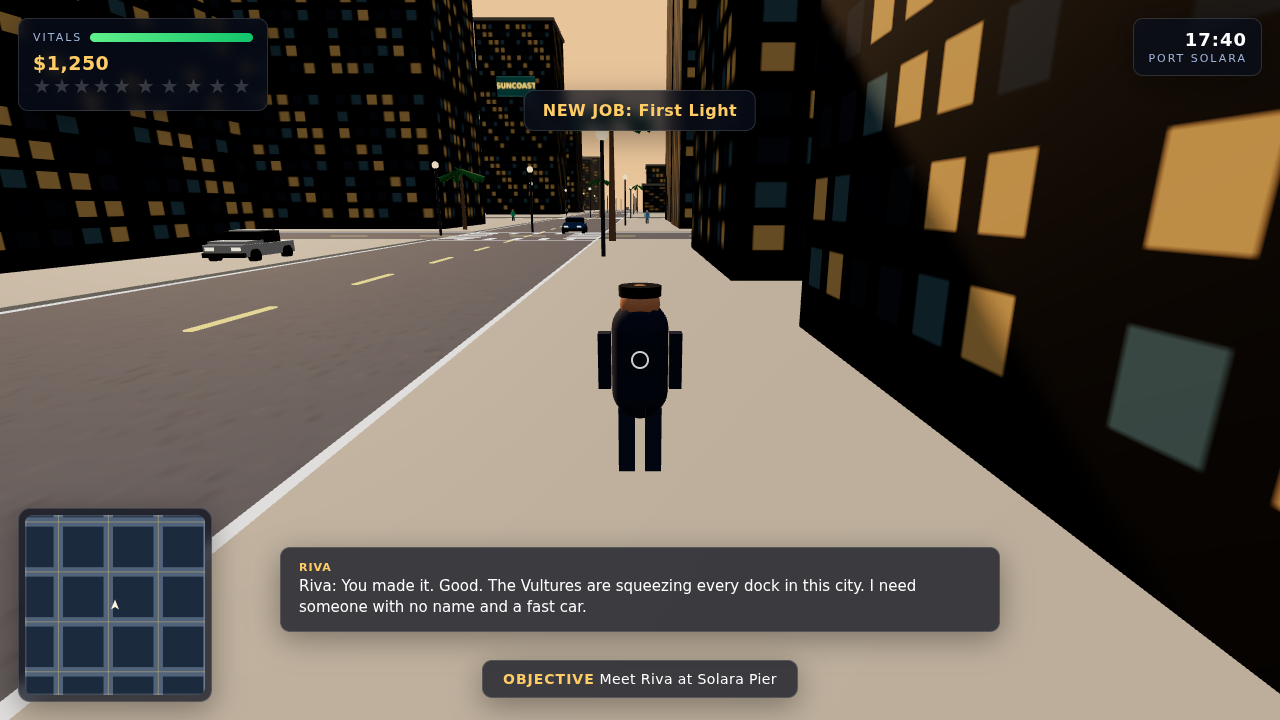 VITALS
$1,250
17:40
PORT SOLARA
SUNCOAST
NEW JOB: First Light
RIVA
Riva: You made it. Good. The Vultures are squeezing every dock in this city. I need
someone with no name and a fast car.
OBJECTIVE Meet Riva at Solara Pier